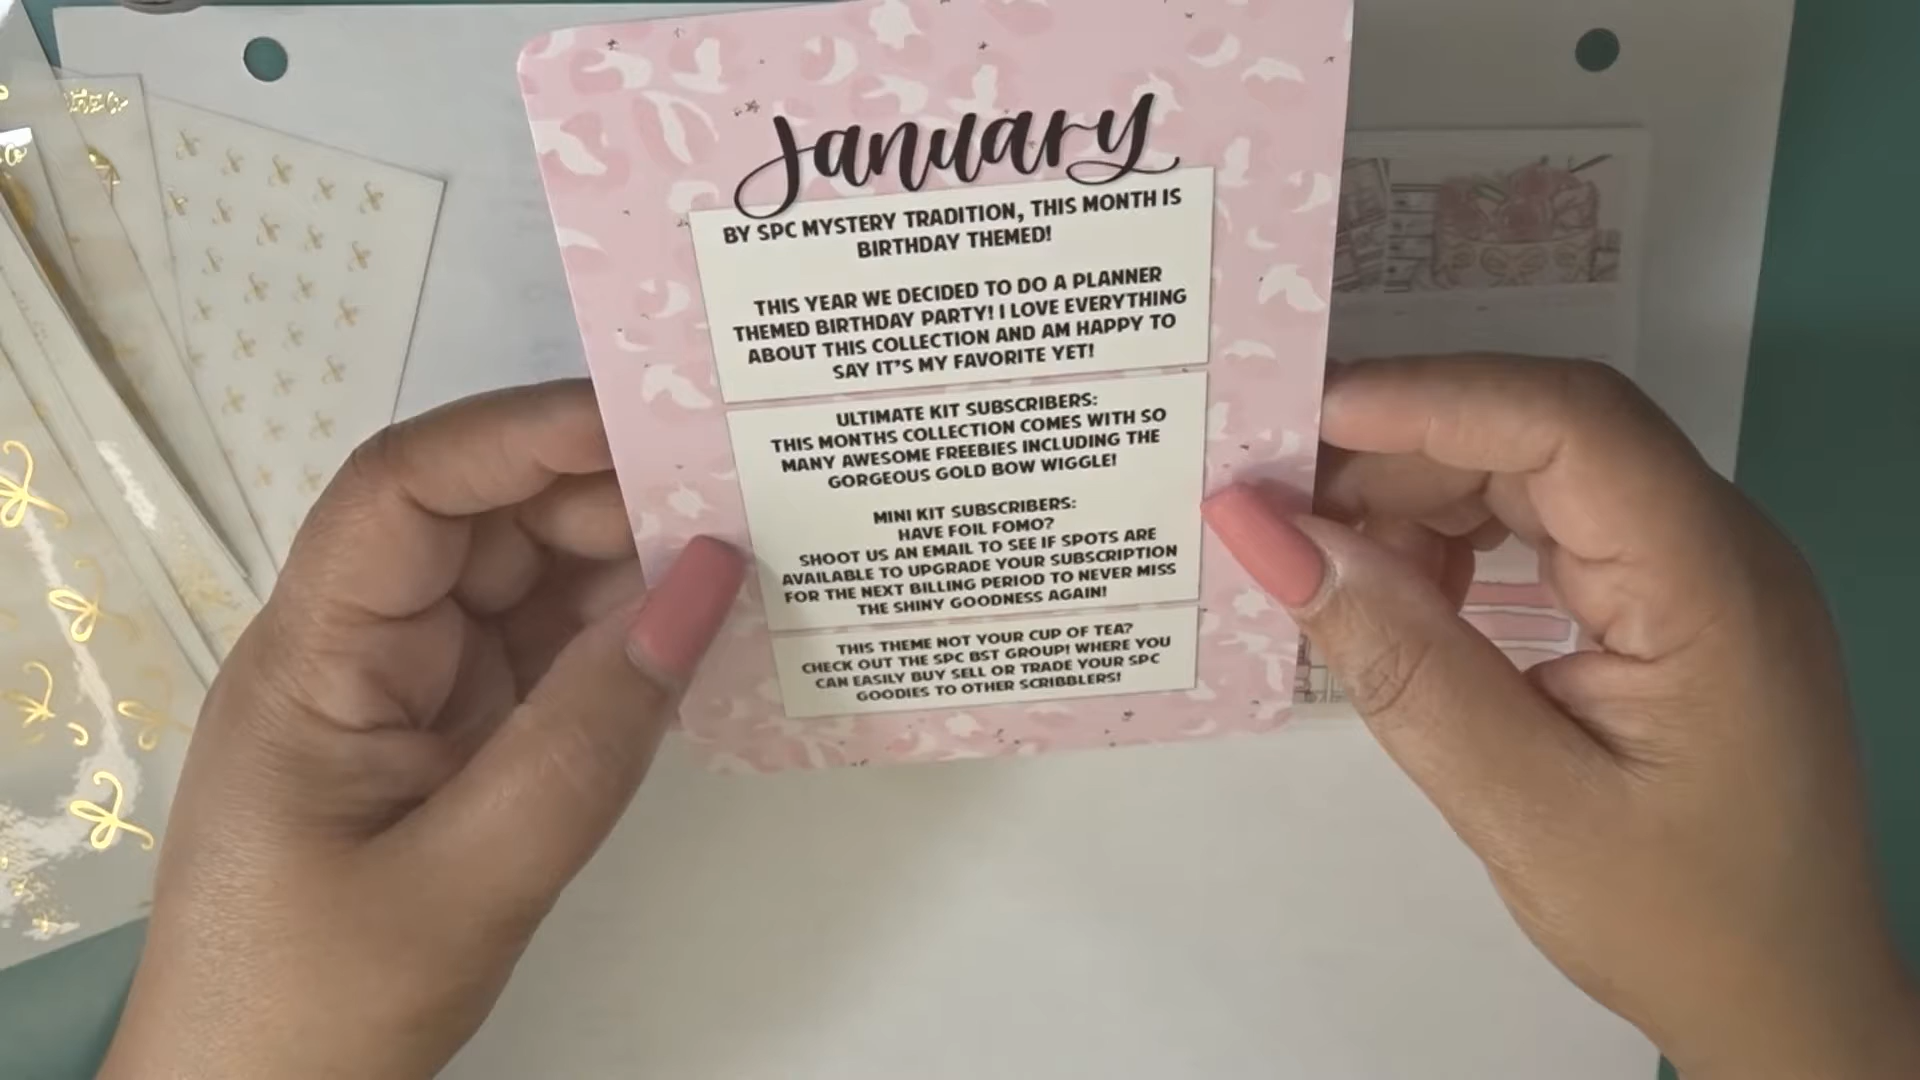 January
BY SPC MYSTERY TRADITION, THIS MONTH IS
BIRTHDAY THEMED!
THIS YEAR WE DECIDED TO DO A PLANNER
THEMED BIRTHDAY PARTY! I LOVE EVERYTHING
ABOUT THIS COLLECTION AND AM HAPPY TO
SAY IT'S MY FAVORITE YET!
ULTIMATE KIT SUBSCRIBERS:
THIS MONTHS COLLECTION COMES WITH SO
MANY AWESOME FREEBIES INCLUDING THE
GORGEOUS GOLD BOW WIGGLE!
MINI KIT SUBSCRIBERS:
HAVE FOIL FOMO?
SHOOT US AN EMAIL TO SEE IF SPOTS ARE
AVAILABLE TO UPGRADE YOUR SUBSCRIPTION
FOR THE NEXT BILLING PERIOD TO NEVER MISS
THE SHINY GOODNESS AGAIN!
THIS THEME NOT YOUR CUP OF TEA?
CHECK OUT THE SPC BST GROUP! WHERE YOU
CAN EASILY BUY SELL OR TRADE YOUR SPC
GOODIES TO OTHER SCRIBBLERS!